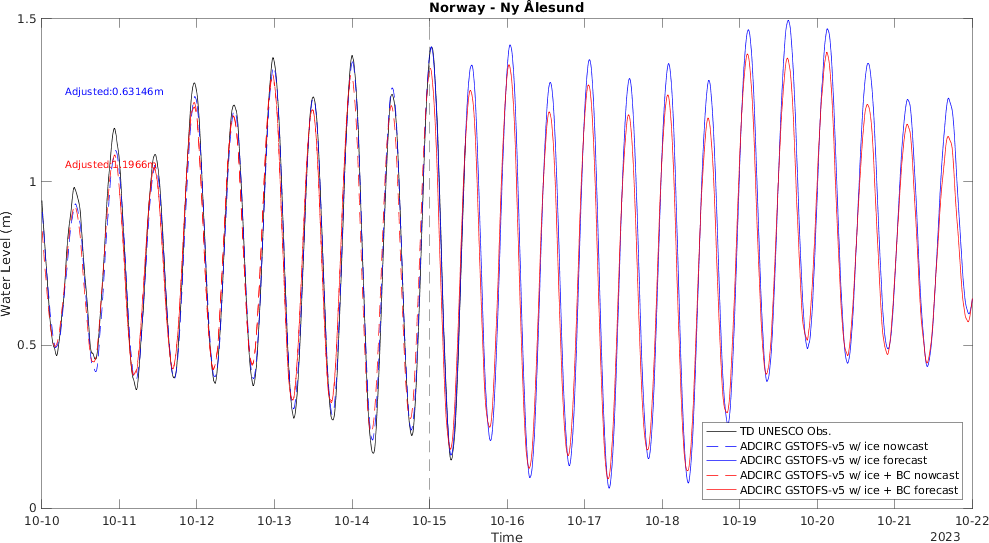 Norway - Ny Ålesund
1.5
1
0.5
0
Water Level (m)
Adjusted:0.63146m
Adjusted:1.1966m
TD UNESCO Obs.
ADCIRC GSTOFS-v5 w/ ice nowcast
ADCIRC GSTOFS-v5 w/ ice forecast
ADCIRC GSTOFS-v5 w/ ice + BC nowcast
ADCIRC GSTOFS-v5 w/ ice + BC forecast
10-10 10-11 10-12 10-13 10-14 10-15 10-16 10-17 10-18 10-19 10-20 10-21 10-22
Time
2023